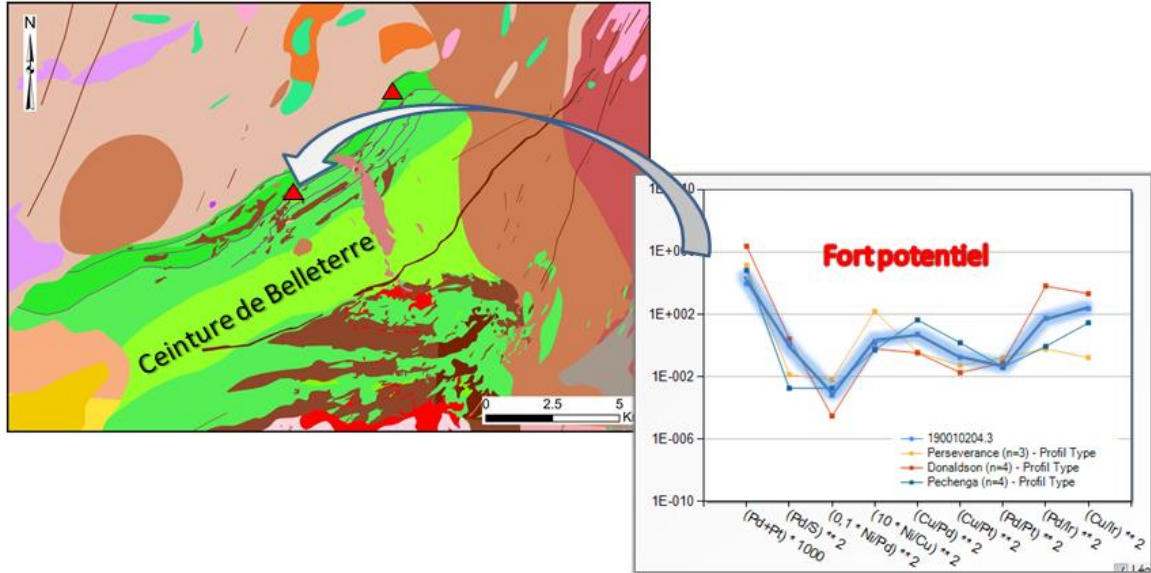 N
Ceinture de Belleterre
0 2.5 5
Fort potentiel
1E+002
1E-002
1E-006
1E-010
190010204.3
Perseverance (n=3) - Profil Type
Donaldson (n=4) - Profil Type
Pechenga (n=4) - Profil Type
(Pd+Pt) * 1000
(Pd/S) ** 2
(0,1 * Ni/Pd) ** 2
(10 * Ni/Cu) ** 2
(Cu/Pd) ** 2
(Cu/Pt) ** 2
(Pd/Pt) ** 2
(Pd/Ir) ** 2
(Cu/Ir) ** 2